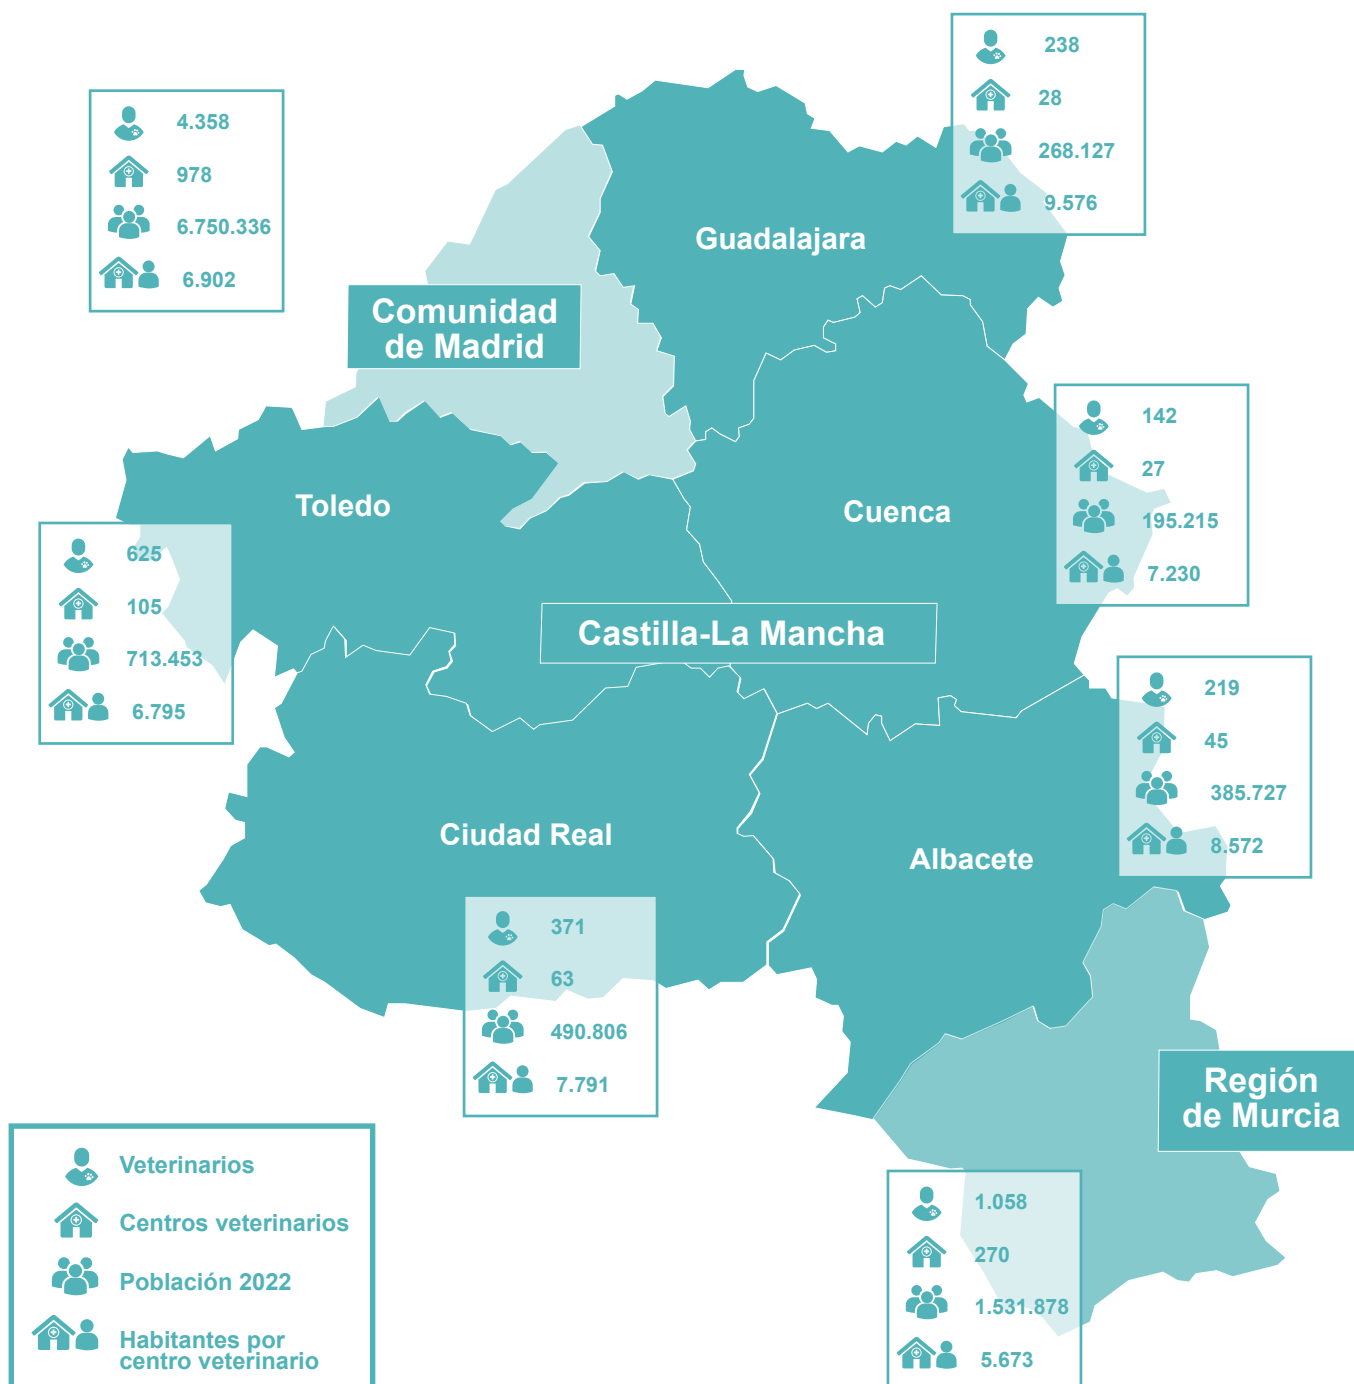 238
28
268.127
9.576
Guadalajara
4.358
978
6.750.336
6.902
Comunidad
de Madrid
142
27
195.215
7.230
Cuenca
Toledo
625
105
713.453
6.795
Castilla-La Mancha
219
45
385.727
8.572
Albacete
Ciudad Real
371
63
490.806
7.791
Región
de Murcia
1.058
270
1.531.878
5.673
Veterinarios
Centros veterinarios
Población 2022
Habitantes por
centro veterinario